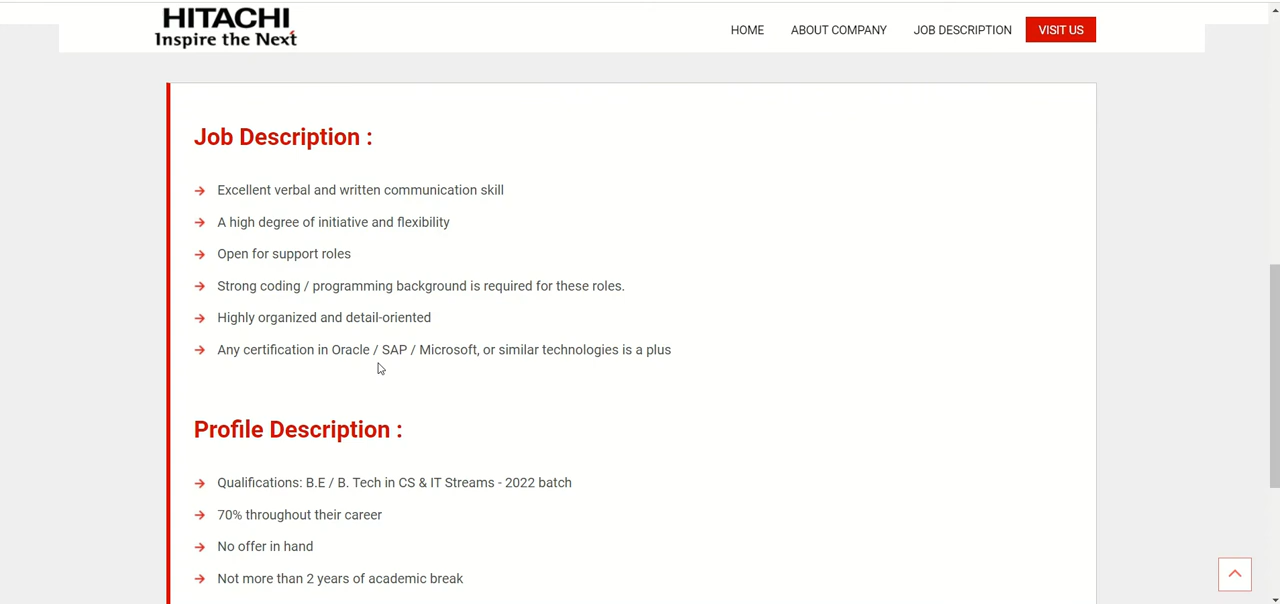 HITACHI
Inspire the Next
HOME ABOUT COMPANY JOB DESCRIPTION VISIT US
Job Description :
Excellent verbal and written communication skill
A high degree of initiative and flexibility
Open for support roles
Strong coding / programming background is required for these roles.
Highly organized and detail-oriented
Any certification in Oracle / SAP / Microsoft, or similar technologies is a plus
Profile Description :
Qualifications: B.E / B. Tech in CS & IT Streams - 2022 batch
70% throughout their career
No offer in hand
Not more than 2 years of academic break